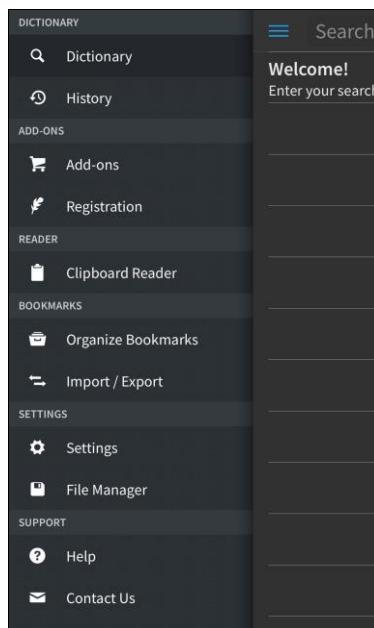 DICTIONARY
Dictionary
History
ADD-ONS
Add-ons
Registration
READER
Clipboard Reader
BOOKMARKS
Organize Bookmarks
Import / Export
SETTINGS
Settings
File Manager
SUPPORT
Help
Contact Us
Search
Welcome!
Enter your search